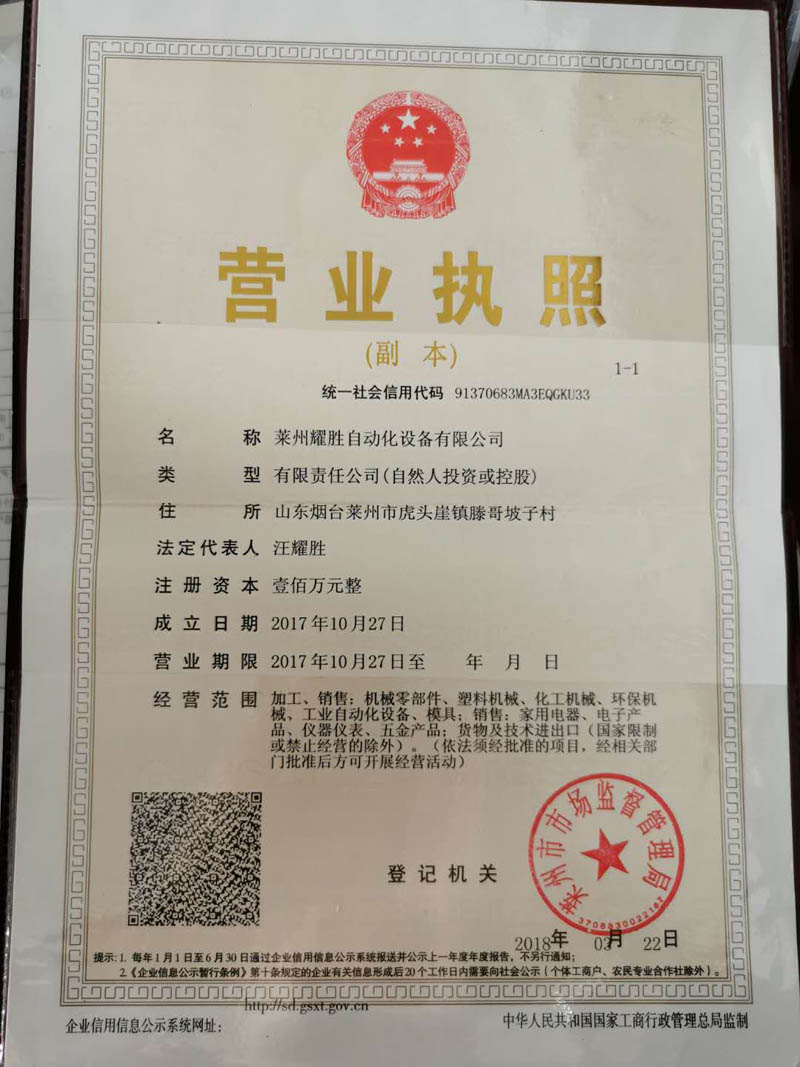 营业执照
(副 本)
1-1
统一社会信用代码 91370683MA3EQGKU33
名 称 莱州耀胜自动化设备有限公司
类 型 有限责任公司(自然人投资或控股)
住 所 山东烟台莱州市虎头崖镇滕哥坡子村
法定代表人 汪耀胜
注册资本 壹佰万元整
成立日期 2017年10月27日
营业期限 2017年10月27日至 年 月 日
经营范围 加工、销售：机械零部件、塑料机械、化工机械、环保机
械、工业自动化设备、模具；销售：家用电器、电子产
品、仪器仪表、五金产品；货物及技术进出口（国家限制
或禁止经营的除外）。（依法须经批准的项目，经相关部
门批准后方可开展经营活动）
登记机关
莱州市市场监督管理局
3706830022187
2018年 03月 22日
提示：1. 每年1月1日至6月30日通过企业信用信息公示系统报送并公示上一年度年度报告，不另行通知；
2.《企业信息公示暂行条例》第十条规定的企业有关信息形成后20个工作日内需要向社会公示（个体工商户、农民专业合作社除外）。
http://sd.gsxt.gov.cn
企业信用信息公示系统网址：
中华人民共和国国家工商行政管理总局监制